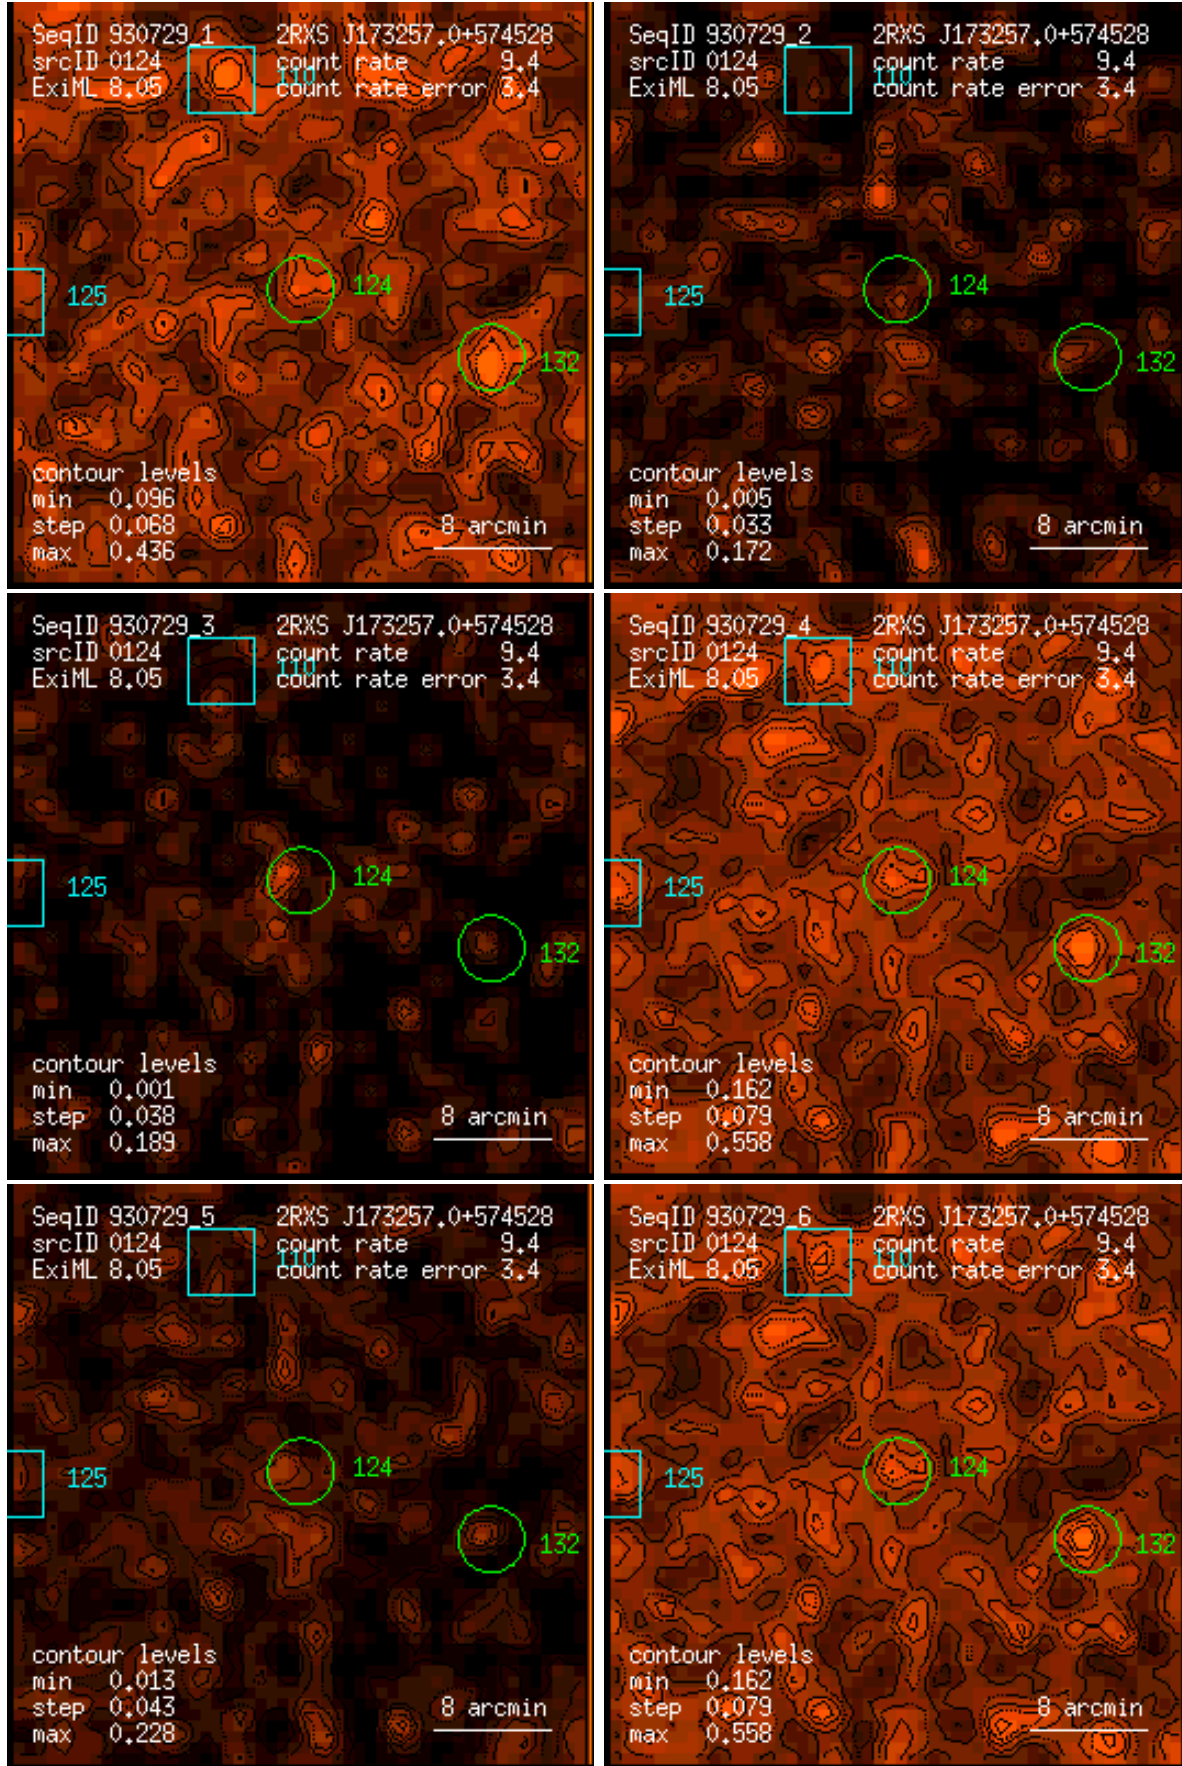 SeqID 930729_1 2RXS J173257.0+574528
srcID 0124 count rate 9.4
110
ExiML 8.05 count rate error 3.4
125
124
132
contour levels
min 0.096
step 0.068
max 0.436
8 arcmin
SeqID 930729_2 2RXS J173257.0+574528
srcID 0124 count rate 9.4
110
ExiML 8.05 count rate error 3.4
125
124
132
contour levels
min 0.005
step 0.033
max 0.172
8 arcmin
SeqID 930729_3 2RXS J173257.0+574528
srcID 0124 count rate 9.4
110
ExiML 8.05 count rate error 3.4
125
124
132
contour levels
min 0.001
step 0.038
max 0.189
8 arcmin
SeqID 930729_4 2RXS J173257.0+574528
srcID 0124 count rate 9.4
110
ExiML 8.05 count rate error 3.4
125
124
132
contour levels
min 0.162
step 0.079
max 0.558
8 arcmin
SeqID 930729_5 2RXS J173257.0+574528
srcID 0124 count rate 9.4
110
ExiML 8.05 count rate error 3.4
125
124
132
contour levels
min 0.013
step 0.043
max 0.228
8 arcmin
SeqID 930729_6 2RXS J173257.0+574528
srcID 0124 count rate 9.4
110
ExiML 8.05 count rate error 3.4
125
124
132
contour levels
min 0.162
step 0.079
max 0.558
8 arcmin